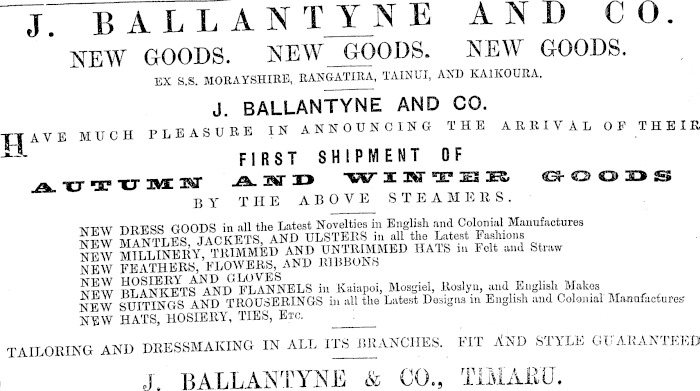 J. BALLANTYNE AND CO.
NEW GOODS. NEW GOODS. NEW GOODS.
EX S.S. MORAYSHIRE, RANGATIRA, TAINUI, AND KAIKOURA.
J. BALLANTYNE AND CO.
HAVE MUCH PLEASURE IN ANNOUNCING THE ARRIVAL OF THEIR
FIRST SHIPMENT OF
AUTUMN AND WINTER GOODS
BY THE ABOVE STEAMERS.
NEW DRESS GOODS in all the Latest Novelties in English and Colonial Manufactures
NEW MANTLES, JACKETS, AND ULSTERS in all the Latest Fashions
NEW MILLINERY, TRIMMED AND UNTRIMMED HATS in Felt and Straw
NEW FEATHERS, FLOWERS, AND RIBBONS
NEW HOSIERY AND GLOVES
NEW BLANKETS AND FLANNELS in Kaiapoi, Mosgiel, Roslyn, and English Makes
NEW SUITINGS AND TROUSERINGS in all the Latest Designs in English and Colonial Manufactures
NEW HATS, HOSIERY, TIES, Etc.
TAILORING AND DRESSMAKING IN ALL ITS BRANCHES. FIT AND STYLE GUARANTEED
J. BALLANTYNE & CO., TIMARU.